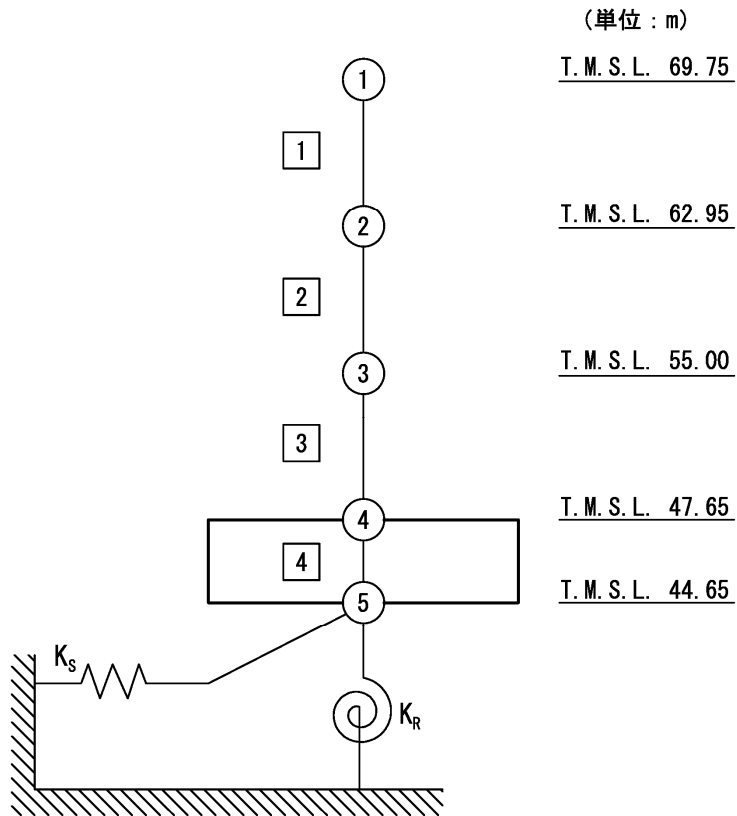 (単位:m)
① T.M.S.L. 69.75
1
② T.M.S.L. 62.95
2
③ T.M.S.L. 55.00
3
④ T.M.S.L. 47.65
4
⑤ T.M.S.L. 44.65
K_S
K_R